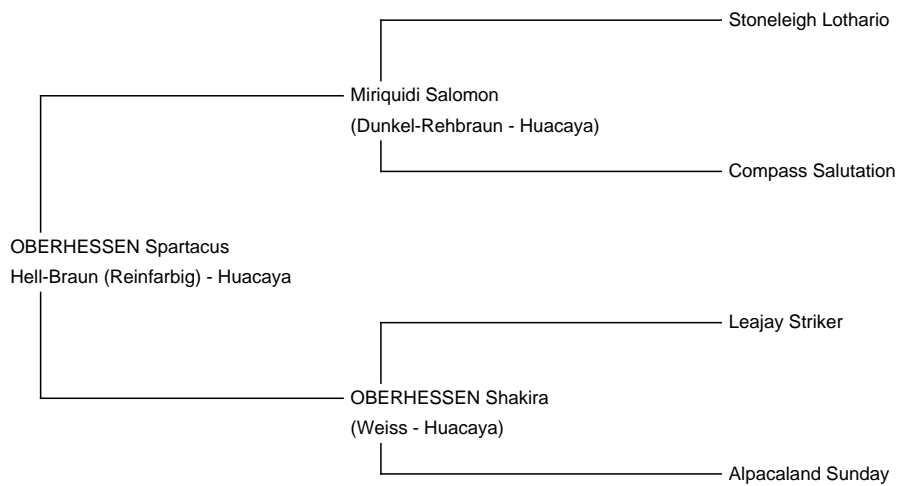 Stoneleigh Lothario
Miriquidi Salomon
(Dunkel-Rehbraun - Huacaya)
Compass Salutation
OBERHESSEN Spartacus
Hell-Braun (Reinfarbig) - Huacaya
Leajay Striker
OBERHESSEN Shakira
(Weiss - Huacaya)
Alpacaland Sunday